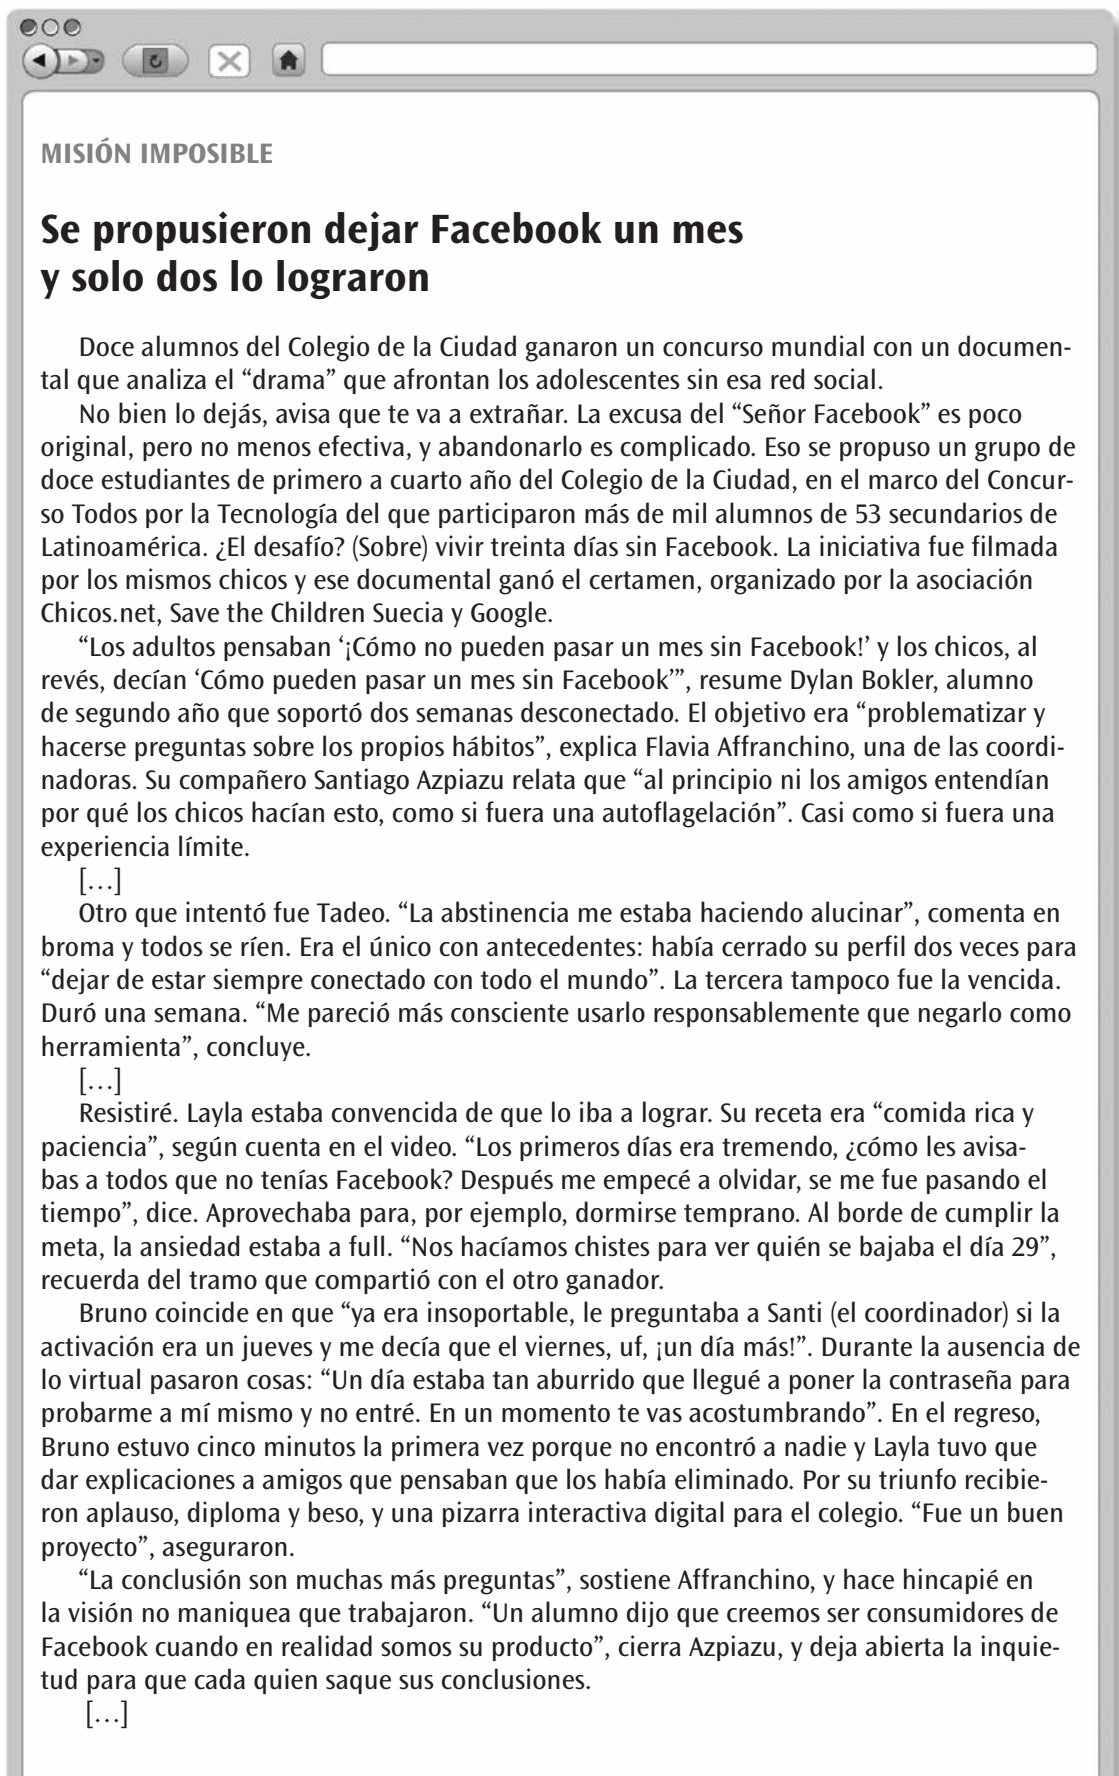 MISIÓN IMPOSIBLE
Se propusieron dejar Facebook un mes
y solo dos lo lograron
Doce alumnos del Colegio de la Ciudad ganaron un concurso mundial con un documen-
tal que analiza el “drama” que afrontan los adolescentes sin esa red social.
No bien lo dejás, avisa que te va a extrañar. La excusa del “Señor Facebook” es poco
original, pero no menos efectiva, y abandonarlo es complicado. Eso se propuso un grupo de
doce estudiantes de primero a cuarto año del Colegio de la Ciudad, en el marco del Concur-
so Todos por la Tecnología del que participaron más de mil alumnos de 53 secundarios de
Latinoamérica. ¿El desafío? (Sobre) vivir treinta días sin Facebook. La iniciativa fue filmada
por los mismos chicos y ese documental ganó el certamen, organizado por la asociación
Chicos.net, Save the Children Suecia y Google.
“Los adultos pensaban ‘¡Cómo no pueden pasar un mes sin Facebook!’ y los chicos, al
revés, decían ‘Cómo pueden pasar un mes sin Facebook’”, resume Dylan Bokler, alumno
de segundo año que soportó dos semanas desconectado. El objetivo era “problematizar y
hacerse preguntas sobre los propios hábitos”, explica Flavia Affranchino, una de las coordi-
nadoras. Su compañero Santiago Azpiazu relata que “al principio ni los amigos entendían
por qué los chicos hacían esto, como si fuera una autoflagelación”. Casi como si fuera una
experiencia límite.
[…]
Otro que intentó fue Tadeo. “La abstinencia me estaba haciendo alucinar”, comenta en
broma y todos se ríen. Era el único con antecedentes: había cerrado su perfil dos veces para
“dejar de estar siempre conectado con todo el mundo”. La tercera tampoco fue la vencida.
Duró una semana. “Me pareció más consciente usarlo responsablemente que negarlo como
herramienta”, concluye.
[…]
Resistiré. Layla estaba convencida de que lo iba a lograr. Su receta era “comida rica y
paciencia”, según cuenta en el video. “Los primeros días era tremendo, ¿cómo les avisa-
bas a todos que no tenías Facebook? Después me empecé a olvidar, se me fue pasando el
tiempo”, dice. Aprovechaba para, por ejemplo, dormirse temprano. Al borde de cumplir la
meta, la ansiedad estaba a full. “Nos hacíamos chistes para ver quién se bajaba el día 29”,
recuerda del tramo que compartió con el otro ganador.
Bruno coincide en que “ya era insoportable, le preguntaba a Santi (el coordinador) si la
activación era un jueves y me decía que el viernes, uf, ¡un día más!”. Durante la ausencia de
lo virtual pasaron cosas: “Un día estaba tan aburrido que llegué a poner la contraseña para
probarme a mí mismo y no entré. En un momento te vas acostumbrando”. En el regreso,
Bruno estuvo cinco minutos la primera vez porque no encontró a nadie y Layla tuvo que
dar explicaciones a amigos que pensaban que los había eliminado. Por su triunfo recibie-
ron aplauso, diploma y beso, y una pizarra interactiva digital para el colegio. “Fue un buen
proyecto”, aseguraron.
“La conclusión son muchas más preguntas”, sostiene Affranchino, y hace hincapié en
la visión no maniquea que trabajaron. “Un alumno dijo que creemos ser consumidores de
Facebook cuando en realidad somos su producto”, cierra Azpiazu, y deja abierta la inquie-
tud para que cada quien saque sus conclusiones.
[…]